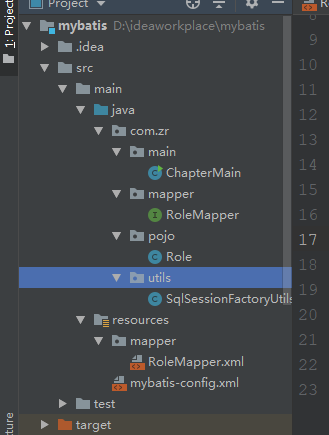 Project
mybatis D:\ideaworkplace\mybatis
.idea
src
main
java
com.zr
main
ChapterMain
mapper
RoleMapper
pojo
Role
utils
SqlSessionFactoryUtils
resources
mapper
RoleMapper.xml
mybatis-config.xml
test
target
1: Project
8
9
10
11
12
13
14
15
16
17
18
19
20
21
22
23